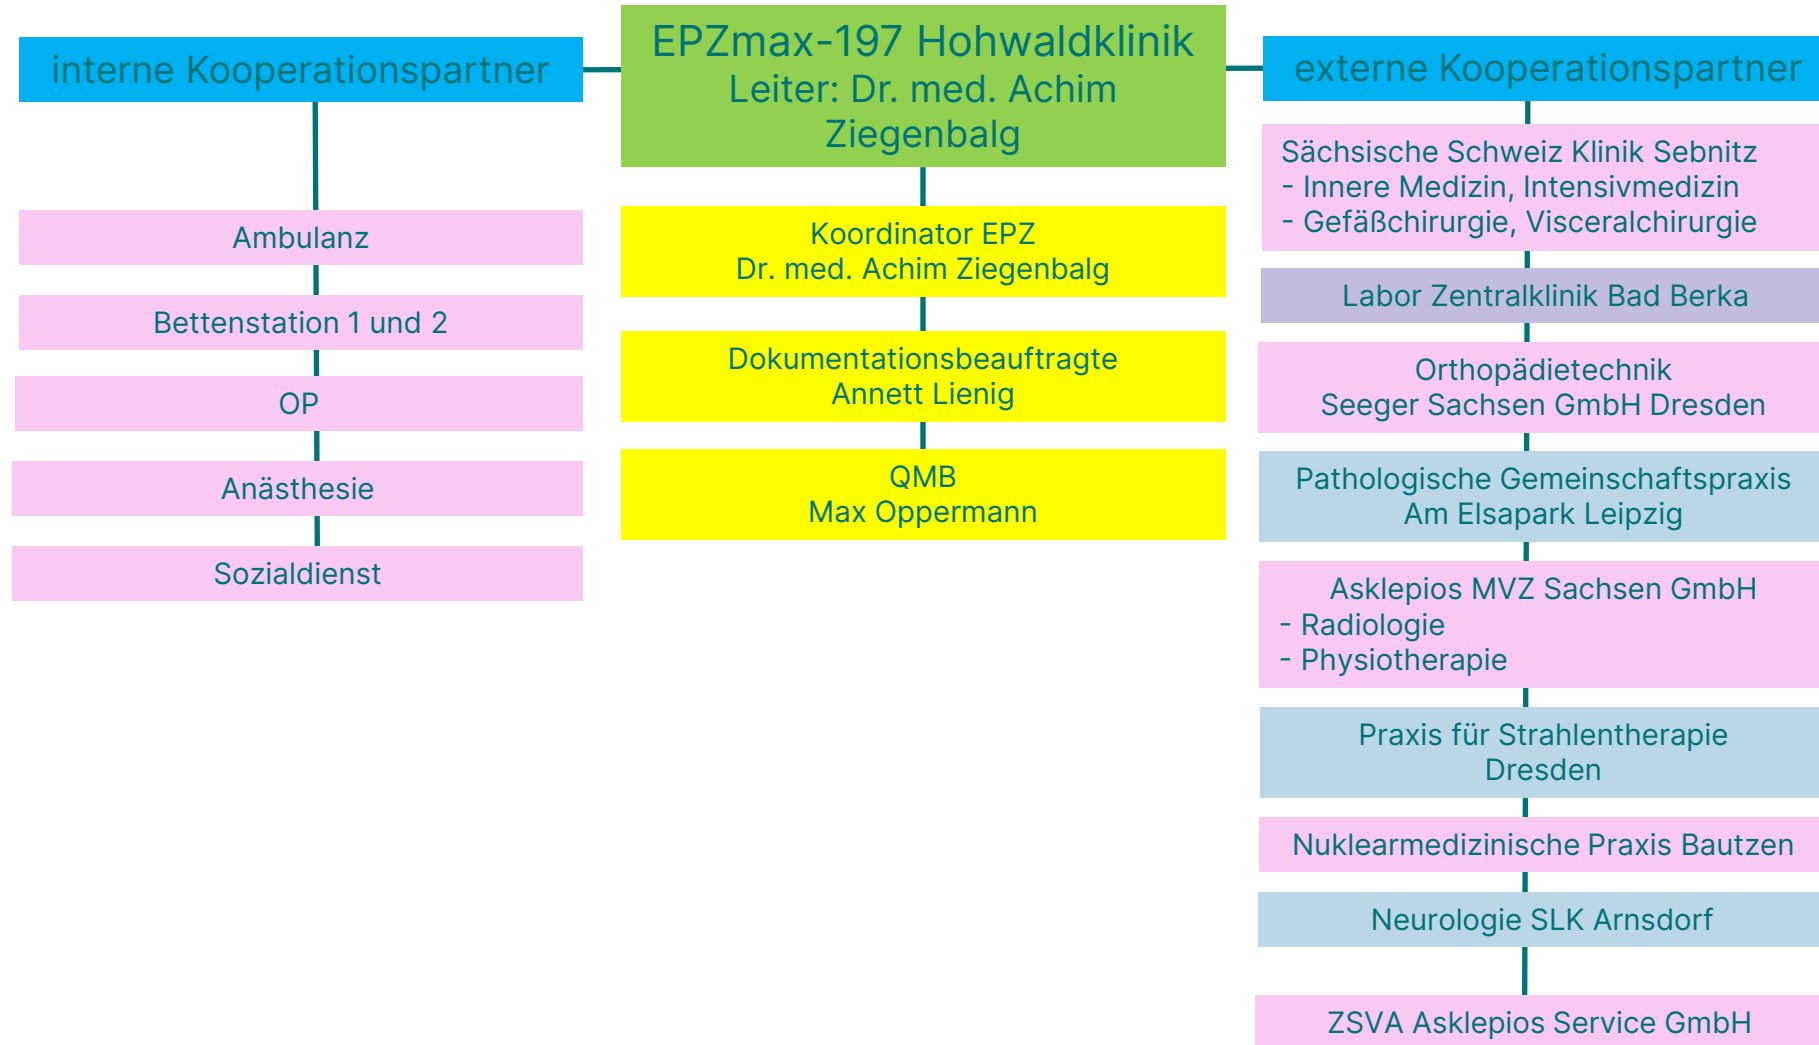 interne Kooperationspartner
EPZmax-197 Hohwaldklinik
Leiter: Dr. med. Achim
Ziegenbalg
externe Kooperationspartner
Ambulanz
Bettenstation 1 und 2
OP
Anästhesie
Sozialdienst
Koordinator EPZ
Dr. med. Achim Ziegenbalg
Dokumentationsbeauftragte
Annett Lienig
QMB
Max Oppermann
Sächsische Schweiz Klinik Sebnitz
- Innere Medizin, Intensivmedizin
- Gefäßchirurgie, Visceralchirurgie
Labor Zentralklinik Bad Berka
Orthopädietechnik
Seeger Sachsen GmbH Dresden
Pathologische Gemeinschaftspraxis
Am Elsapark Leipzig
Asklepios MVZ Sachsen GmbH
- Radiologie
- Physiotherapie
Praxis für Strahlentherapie
Dresden
Nuklearmedizinische Praxis Bautzen
Neurologie SLK Arnsdorf
ZSVA Asklepios Service GmbH